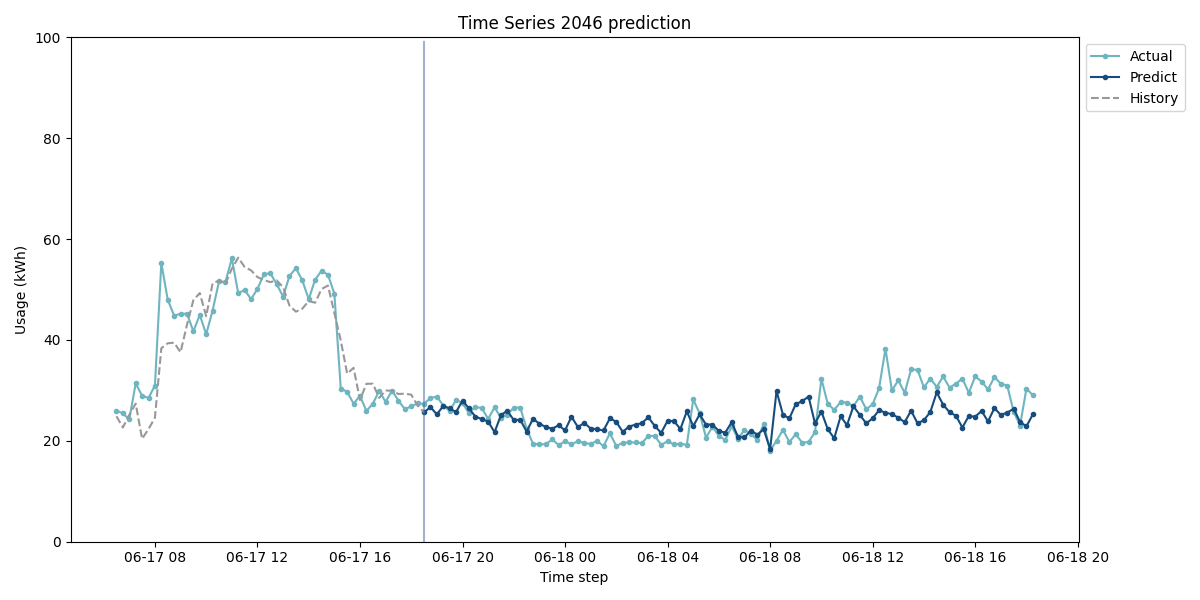 Time Series 2046 prediction
100
80
60
40
20
0
Usage (kWh)
06-17 08
06-17 12
06-17 16
06-17 20
06-18 00
06-18 04
06-18 08
06-18 12
06-18 16
06-18 20
Time step
Actual
Predict
History